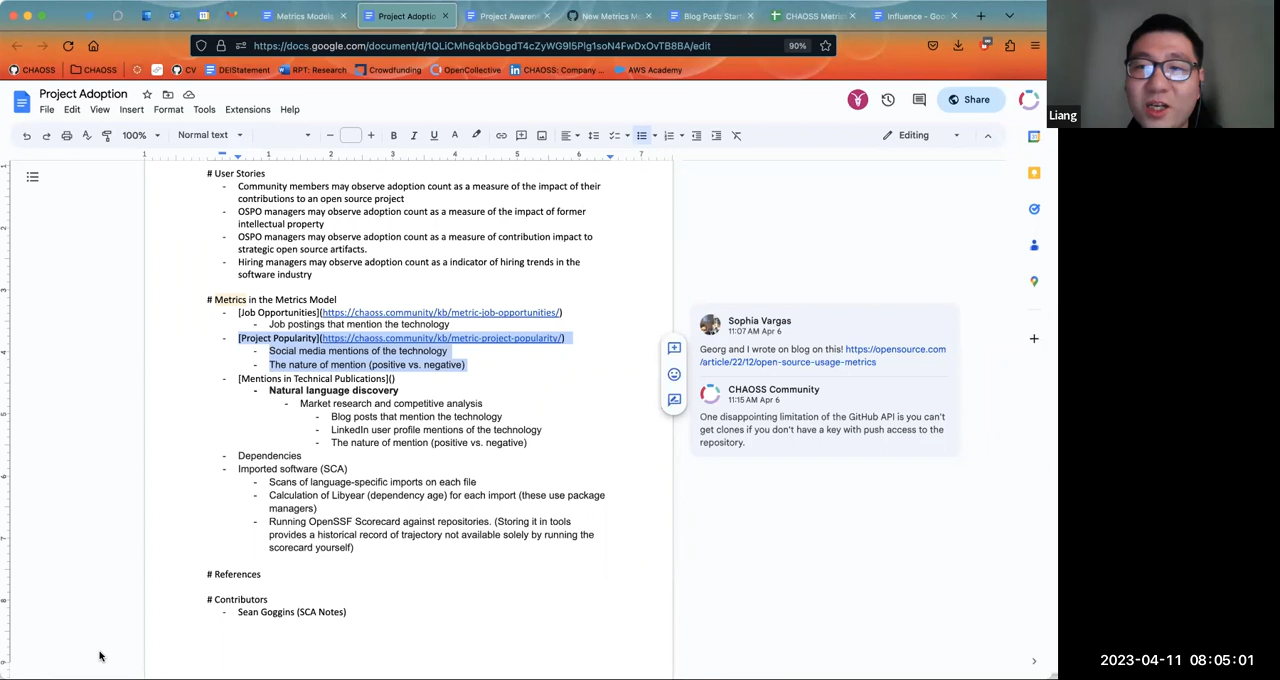 Metrics Models
Project Adoptio
Project Awaren
New Metrics M
Blog Post: Start
CHAOSS Metri
Influence - Goo
https://docs.google.com/document/d/1QLiCMh6qkbGbgdT4cZyWG9l5Plg1soN4FwDxOvTB8BA/edit
90%
CHAOSS
CHAOSS
CV
DEIStatement
RPT: Research
Crowdfunding
OpenCollective
CHAOSS: Company ...
AWS Academy
Project Adoption
File Edit View Insert Format Tools Extensions Help
Share
Liang
100%
Normal text
Editing
1 1 2 3 4 5 6 7
# User Stories
- Community members may observe adoption count as a measure of the impact of their
contributions to an open source project
- OSPO managers may observe adoption count as a measure of the impact of former
intellectual property
- OSPO managers may observe adoption count as a measure of contribution impact to
strategic open source artifacts.
- Hiring managers may observe adoption count as a indicator of hiring trends in the
software industry
# Metrics in the Metrics Model
- [Job Opportunities](https://chaoss.community/kb/metric-job-opportunities/)
- Job postings that mention the technology
- [Project Popularity](https://chaoss.community/kb/metric-project-popularity/)
- Social media mentions of the technology
- The nature of mention (positive vs. negative)
- [Mentions in Technical Publications]()
- Natural language discovery
- Market research and competitive analysis
- Blog posts that mention the technology
- LinkedIn user profile mentions of the technology
- The nature of mention (positive vs. negative)
- Dependencies
- Imported software (SCA)
- Scans of language-specific imports on each file
- Calculation of Libyear (dependency age) for each import (these use package
managers)
- Running OpenSSF Scorecard against repositories. (Storing it in tools
provides a historical record of trajectory not available solely by running the
scorecard yourself)
# References
# Contributors
- Sean Goggins (SCA Notes)
Sophia Vargas
11:07 AM Apr 6
Georg and I wrote on blog on this! https://opensource.com
/article/22/12/open-source-usage-metrics
CHAOSS Community
11:15 AM Apr 6
One disappointing limitation of the GitHub API is you can't
get clones if you don't have a key with push access to the
repository.
2023-04-11 08:05:01